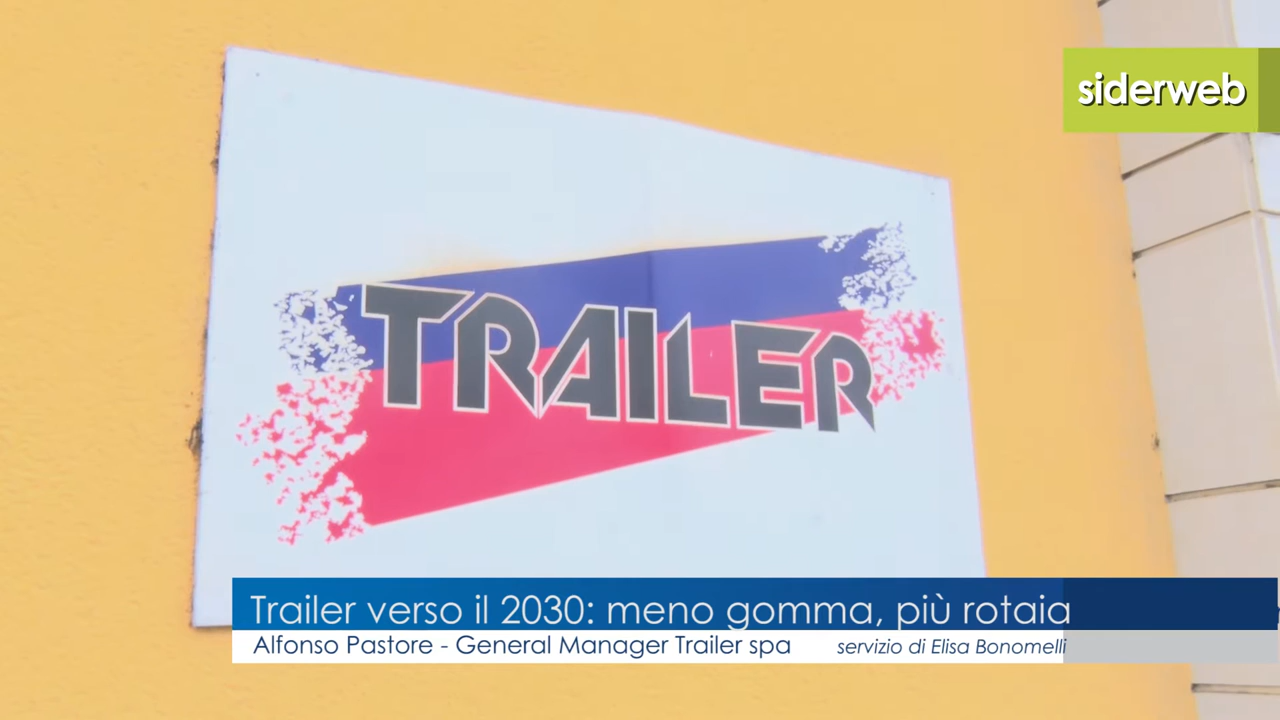 siderweb
TRAILER
Trailer verso il 2030: meno gomma, più rotaia
Alfonso Pastore - General Manager Trailer spa servizio di Elisa Bonomelli